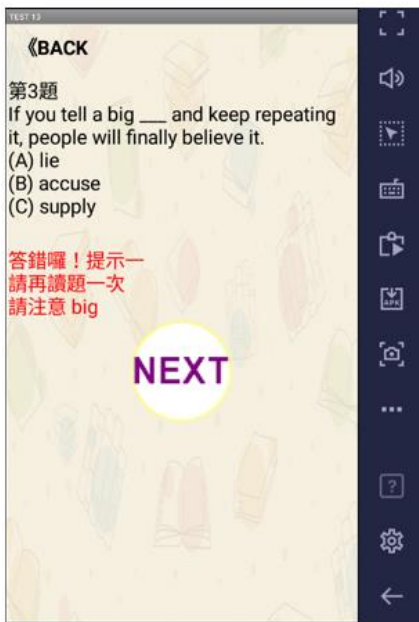 TEST 13
《BACK
第3題
If you tell a big ___ and keep repeating
it, people will finally believe it.
(A) lie
(B) accuse
(C) supply
答錯囉！提示一
請再讀題一次
請注意 big
NEXT
APK
?